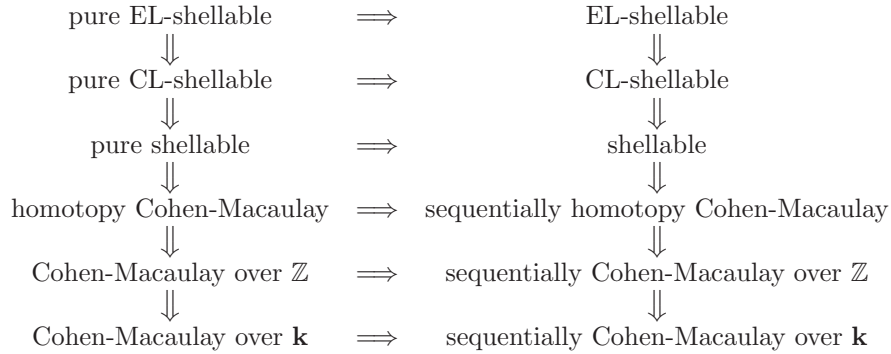 pure EL-shellable ⟹ EL-shellable
⇓ ⇓
pure CL-shellable ⟹ CL-shellable
⇓ ⇓
pure shellable ⟹ shellable
⇓ ⇓
homotopy Cohen-Macaulay ⟹ sequentially homotopy Cohen-Macaulay
⇓ ⇓
Cohen-Macaulay over ℤ ⟹ sequentially Cohen-Macaulay over ℤ
⇓ ⇓
Cohen-Macaulay over k ⟹ sequentially Cohen-Macaulay over k